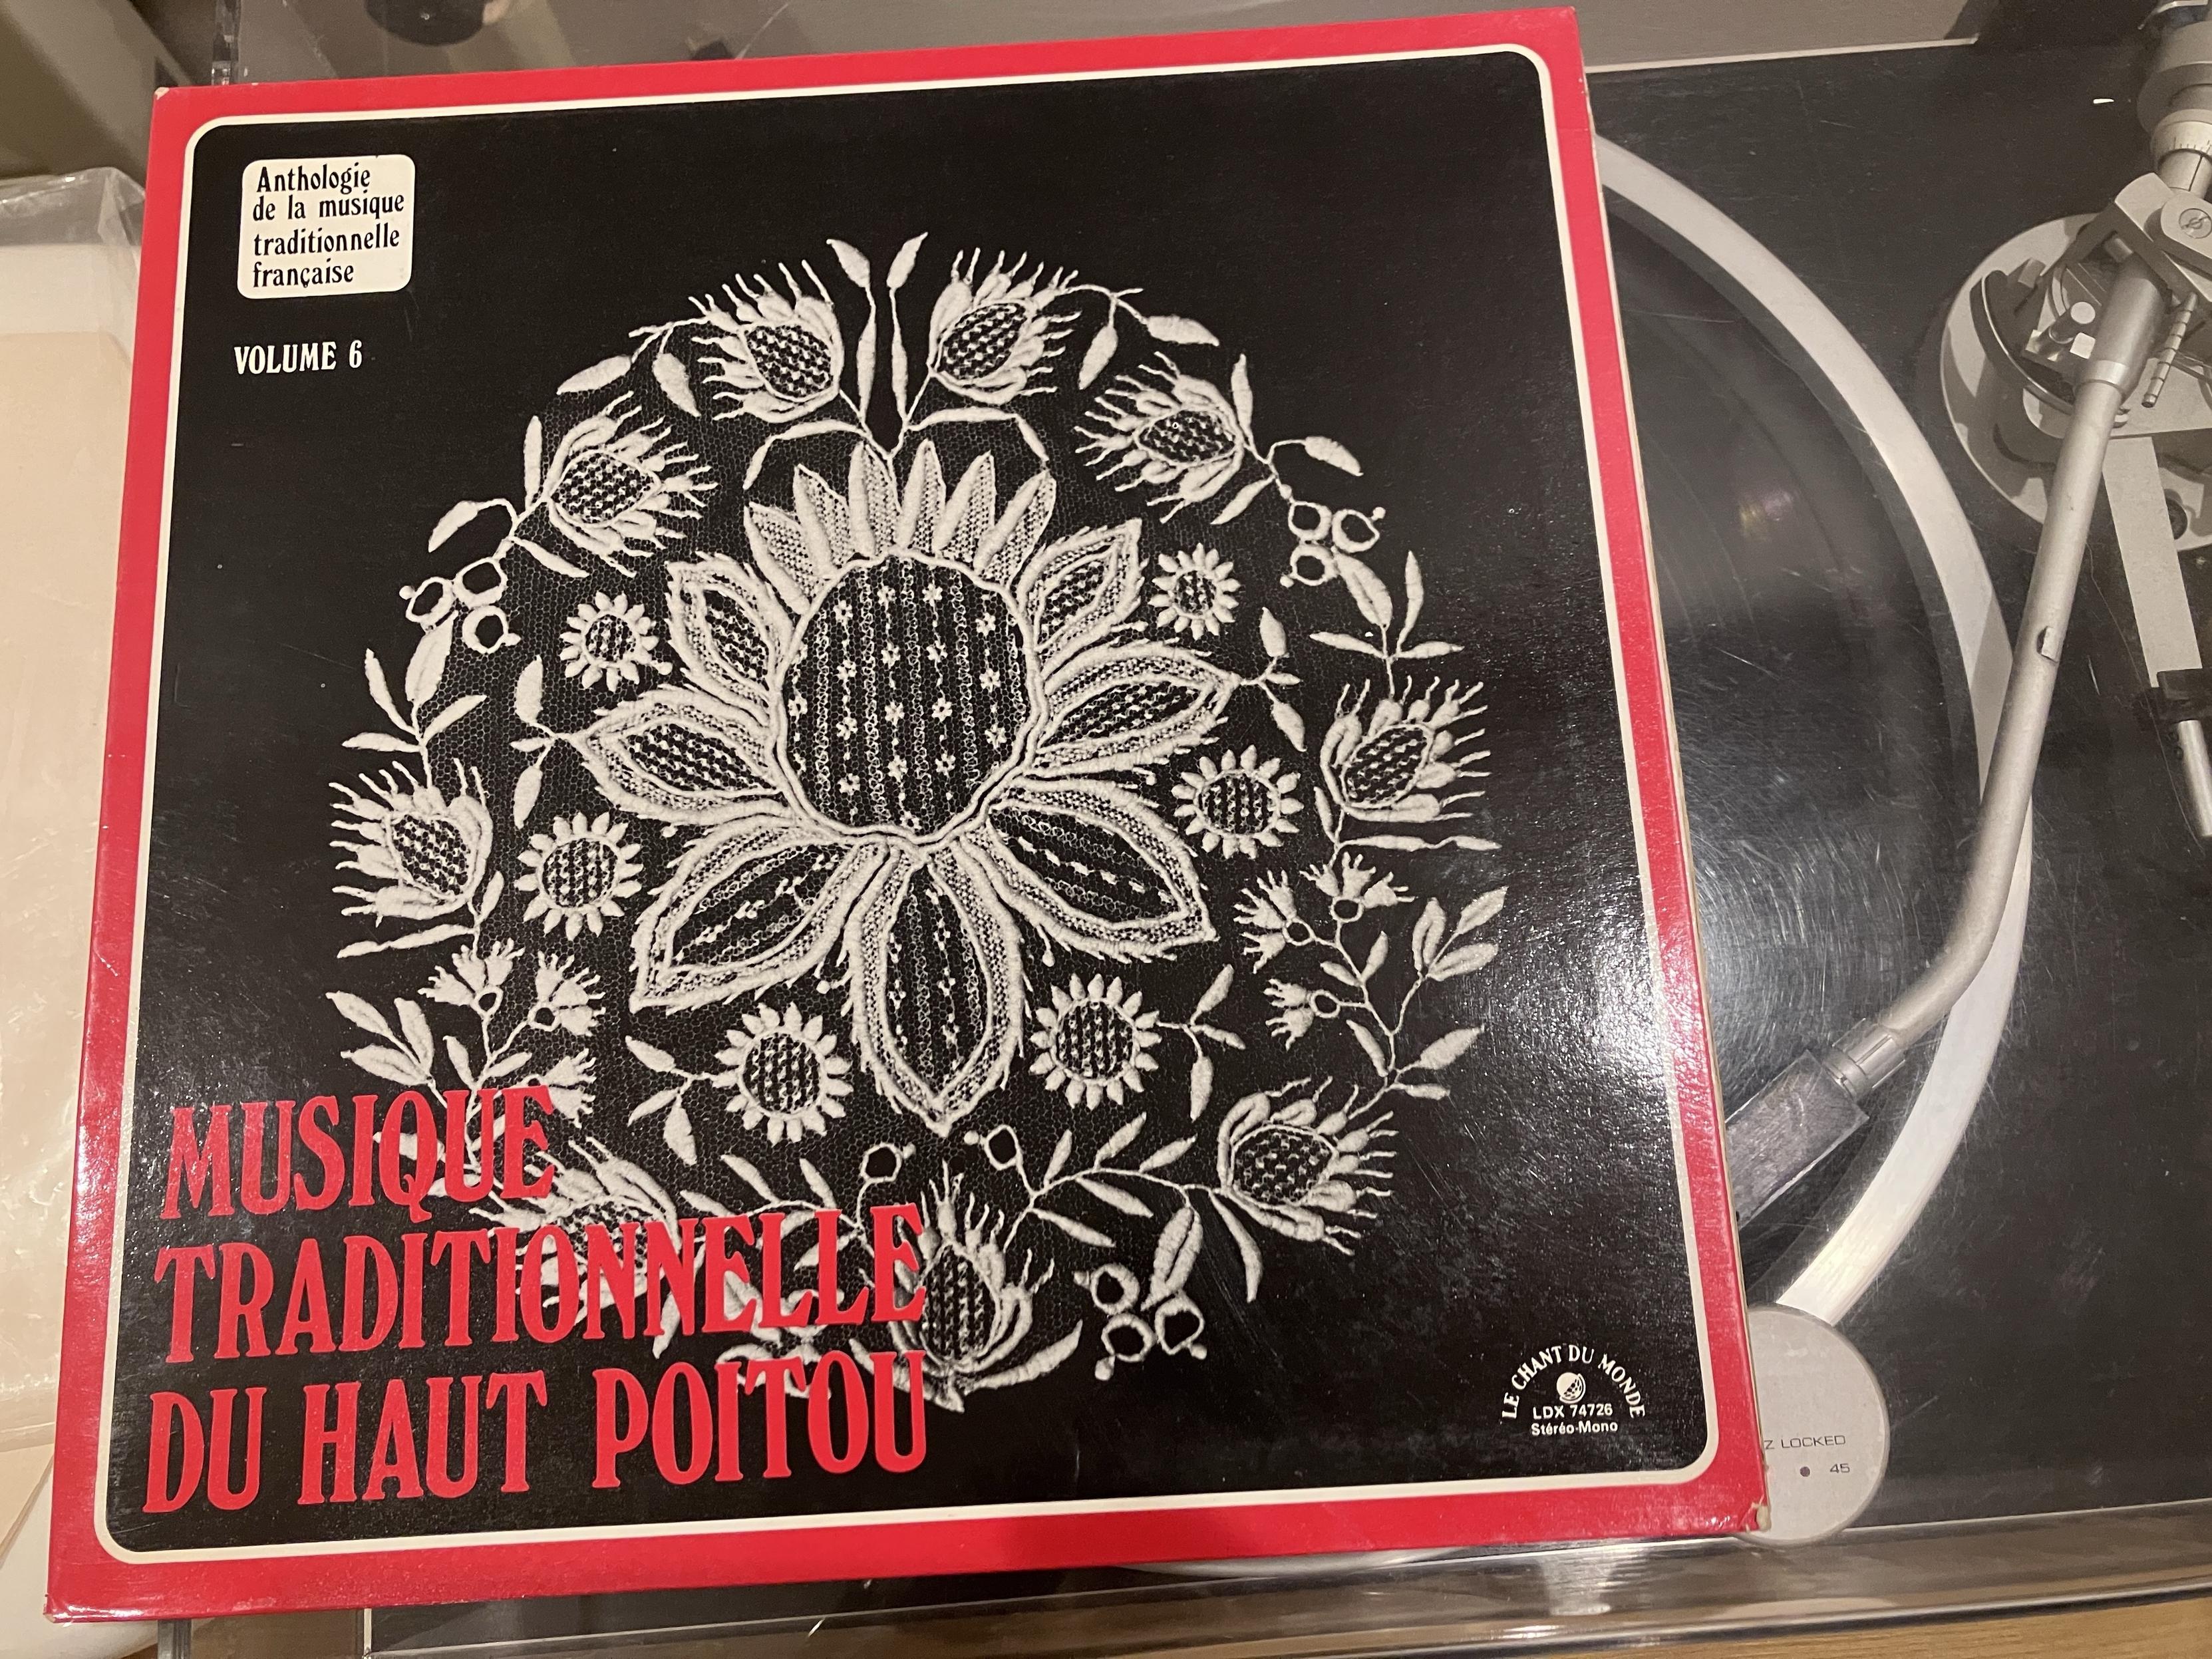 Anthologie
de la musique
traditionnelle
française
VOLUME 6
MUSIQUE
TRADITIONNELLE
DU HAUT POITOU
LE CHANT DU MONDE
LDX 74726
Stéréo-Mono
Z LOCKED
45